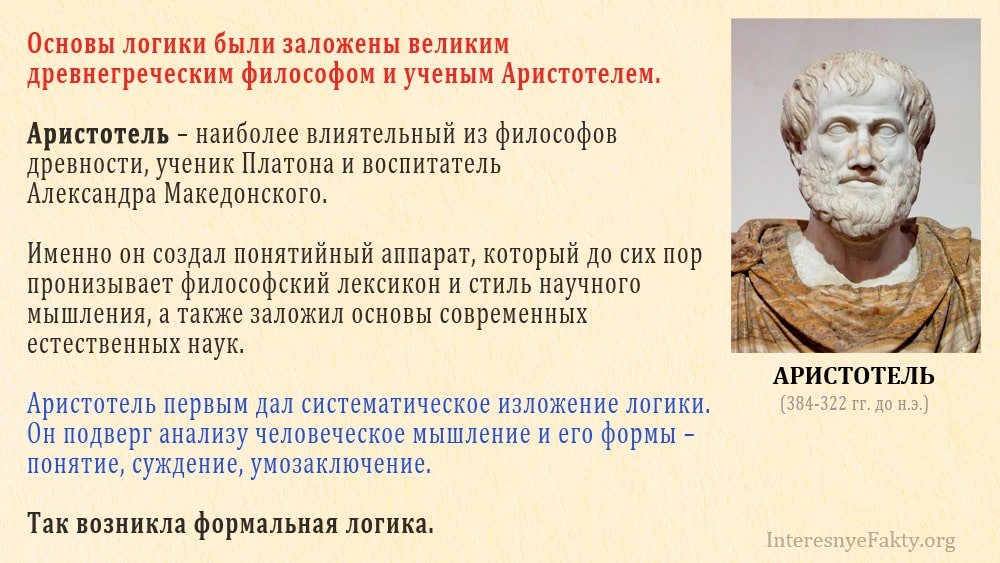 Основы логики были заложены великим
древнегреческим философом и ученым Аристотелем.
Аристотель – наиболее влиятельный из философов
древности, ученик Платона и воспитатель
Александра Македонского.
Именно он создал понятийный аппарат, который до сих пор
пронизывает философский лексикон и стиль научного
мышления, а также заложил основы современных
естественных наук.
Аристотель первым дал систематическое изложение логики.
Он подверг анализу человеческое мышление и его формы –
понятие, суждение, умозаключение.
Так возникла формальная логика.
АРИСТОТЕЛЬ
(384-322 гг. до н.э.)
InteresnyeFakty.org